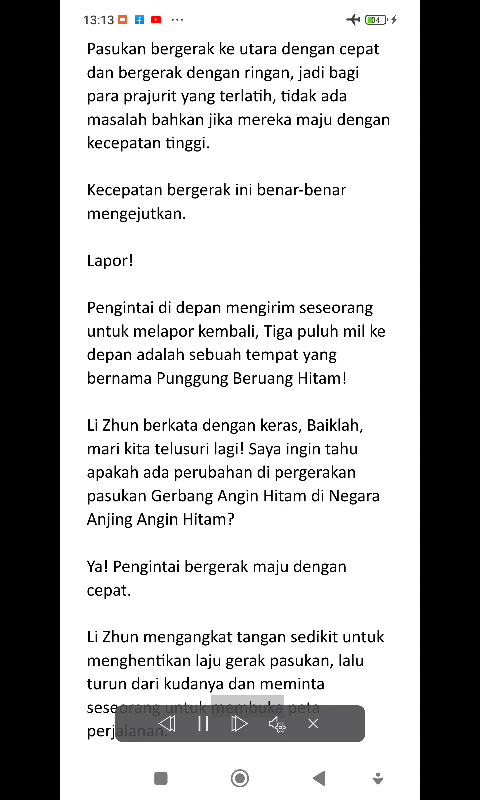 13:13
84
Pasukan bergerak ke utara dengan cepat
dan bergerak dengan ringan, jadi bagi
para prajurit yang terlatih, tidak ada
masalah bahkan jika mereka maju dengan
kecepatan tinggi.
Kecepatan bergerak ini benar-benar
mengejutkan.
Lapor!
Pengintai di depan mengirim seseorang
untuk melapor kembali, Tiga puluh mil ke
depan adalah sebuah tempat yang
bernama Punggung Beruang Hitam!
Li Zhun berkata dengan keras, Baiklah,
mari kita telusuri lagi! Saya ingin tahu
apakah ada perubahan di pergerakan
pasukan Gerbang Angin Hitam di Negara
Anjing Angin Hitam?
Ya! Pengintai bergerak maju dengan
cepat.
Li Zhun mengangkat tangan sedikit untuk
menghentikan laju gerak pasukan, lalu
turun dari kudanya dan meminta
seseorang untuk membuka peta
perjalanan.